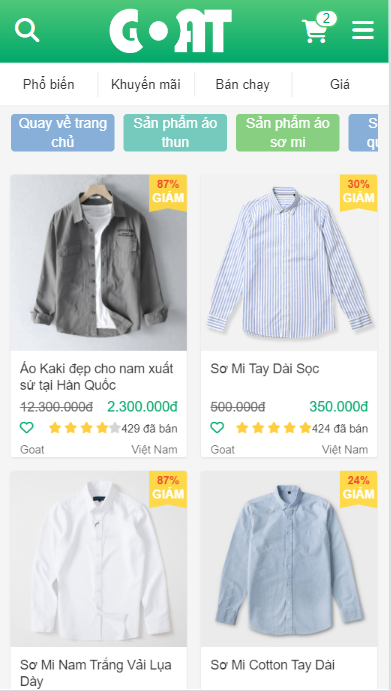 GOAT
2
Phổ biến Khuyến mãi Bán chạy Giá
Quay về trang
chủ
Sản phẩm áo
thun
Sản phẩm áo
sơ mi
87%
GIẢM
30%
GIẢM
Áo Kaki đẹp cho nam xuất
sứ tại Hàn Quốc
12.300.000đ 2.300.000đ
429 đã bán
Goat Việt Nam
Sơ Mi Tay Dài Sọc
500.000đ 350.000đ
424 đã bán
Goat Việt Nam
87%
GIẢM
24%
GIẢM
Sơ Mi Nam Trắng Vải Lụa
Dày
Sơ Mi Cotton Tay Dài